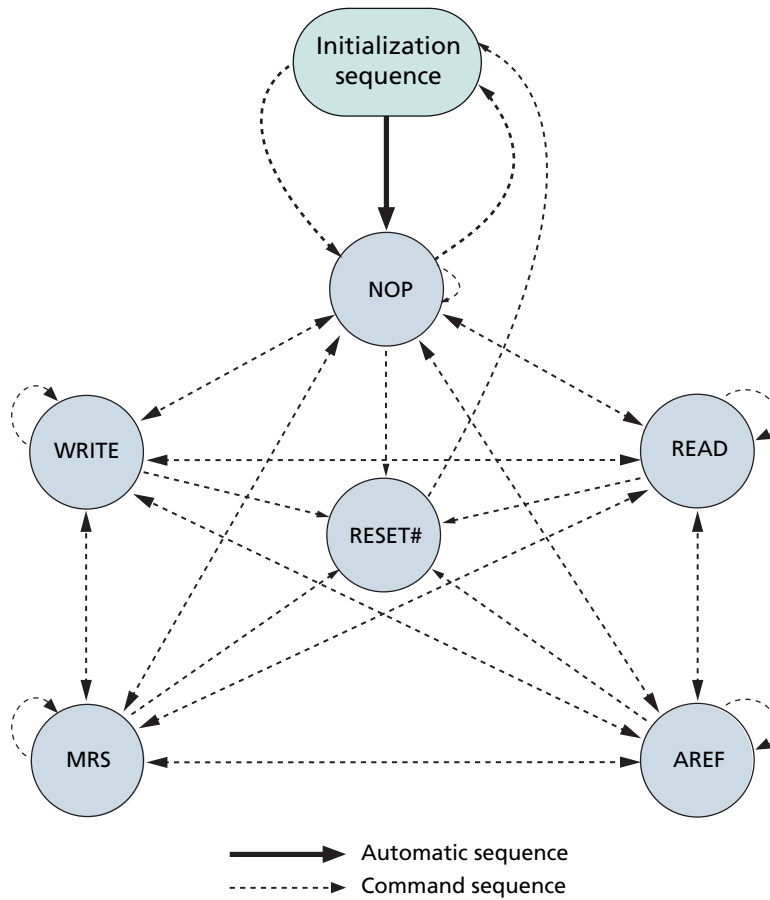 Initialization
sequence
NOP
WRITE
READ
RESET#
MRS
AREF
Automatic sequence
Command sequence